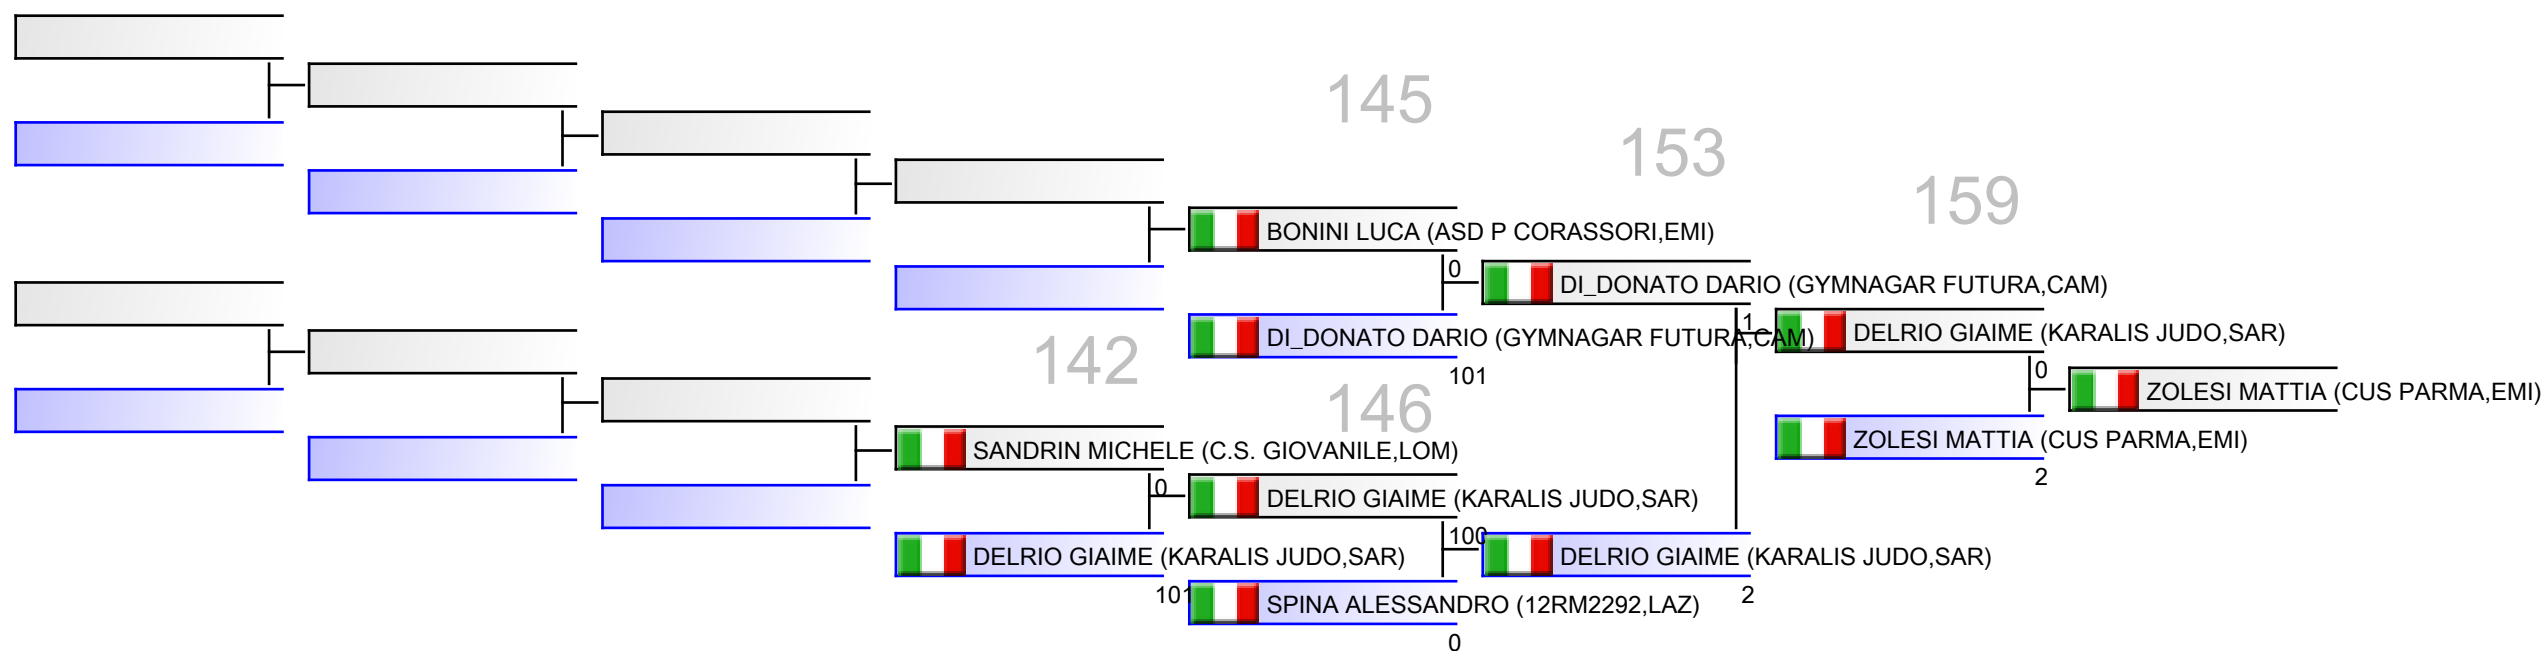 145
153
159
BONINI LUCA (ASD P CORASSORI,EMI)
0
DI_DONATO DARIO (GYMNAGAR FUTURA,CAM)
DI_DONATO DARIO (GYMNAGAR FUTURA,CAM)
101
1
DELRIO GIAIME (KARALIS JUDO,SAR)
0
ZOLESI MATTIA (CUS PARMA,EMI)
ZOLESI MATTIA (CUS PARMA,EMI)
2
142
146
SANDRIN MICHELE (C.S. GIOVANILE,LOM)
0
DELRIO GIAIME (KARALIS JUDO,SAR)
DELRIO GIAIME (KARALIS JUDO,SAR)
101
100
DELRIO GIAIME (KARALIS JUDO,SAR)
2
SPINA ALESSANDRO (12RM2292,LAZ)
0